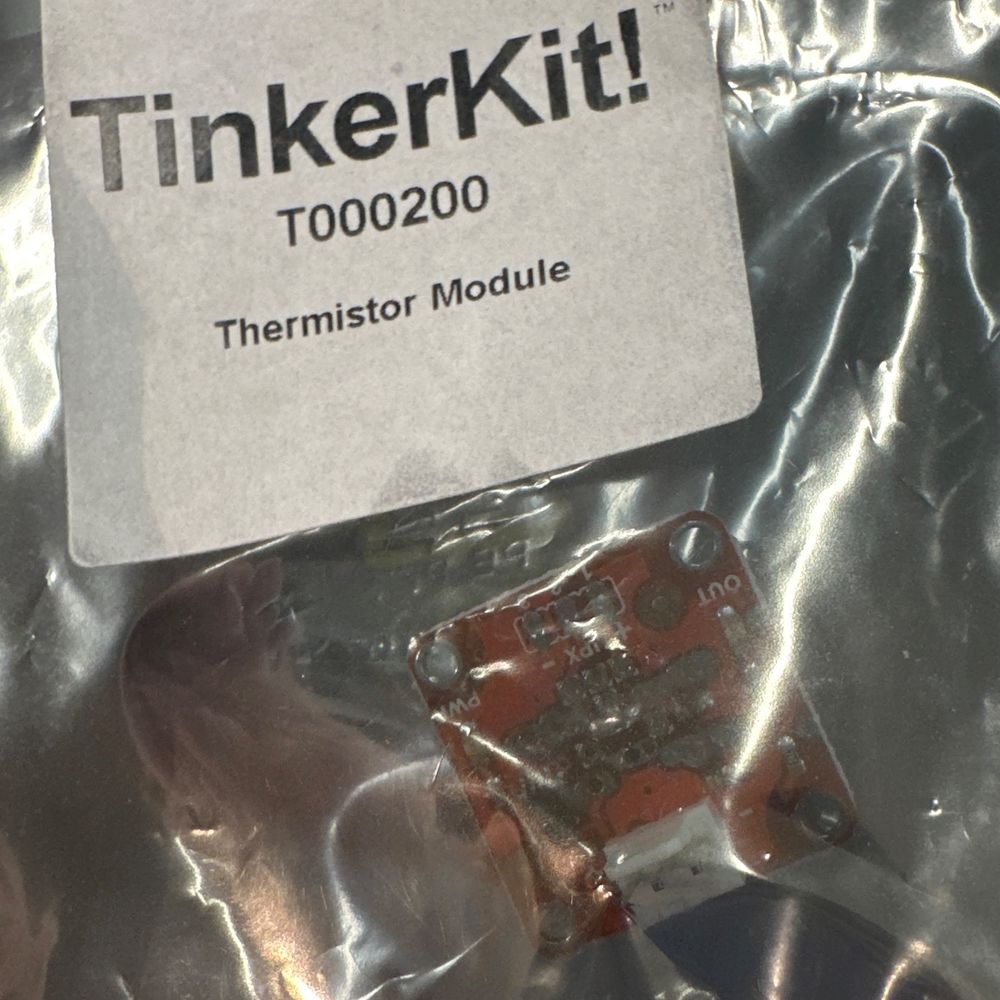 TinkerKit!™
T000200
Thermistor Module
OUT
PWR